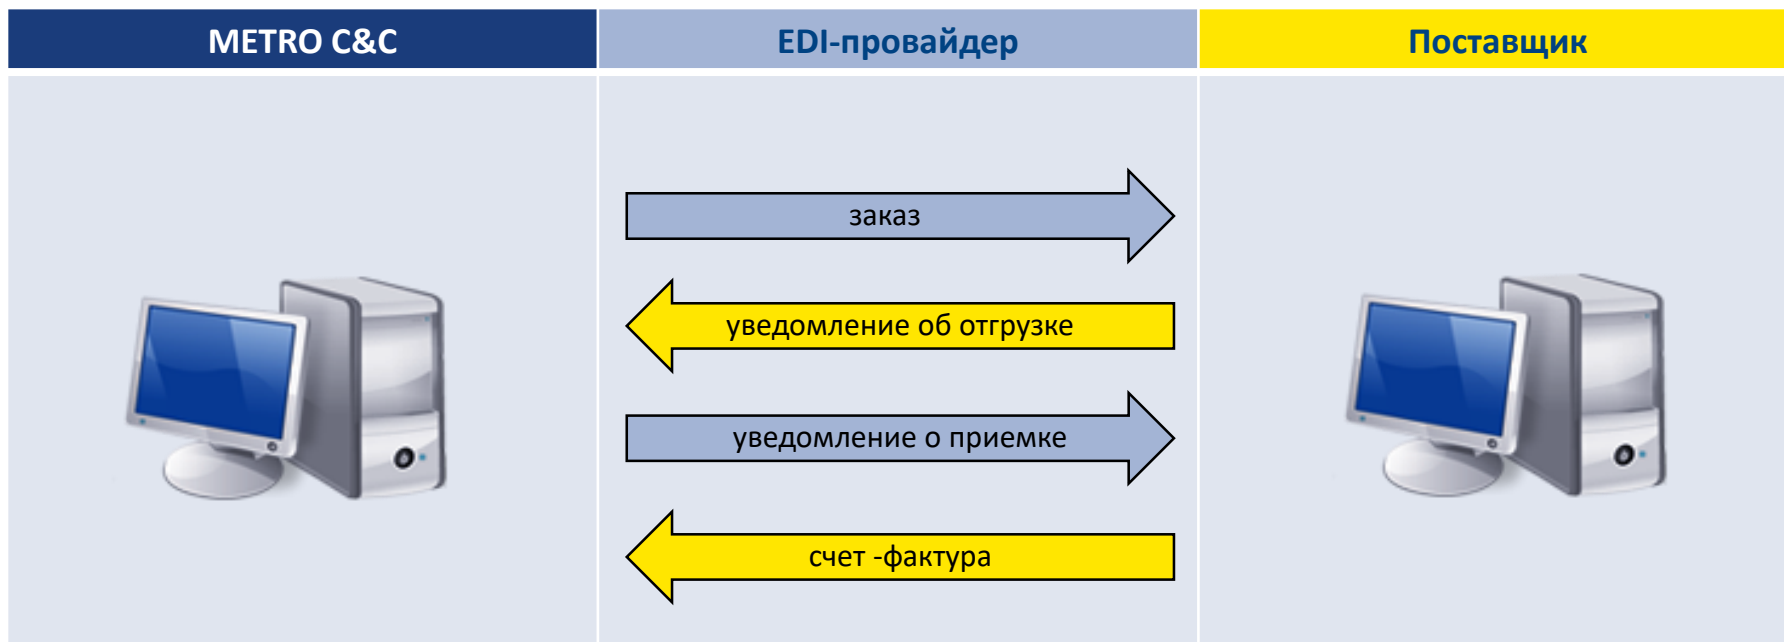 METRO C&C
EDI-провайдер
Поставщик
заказ
уведомление об отгрузке
уведомление о приемке
счет -фактура